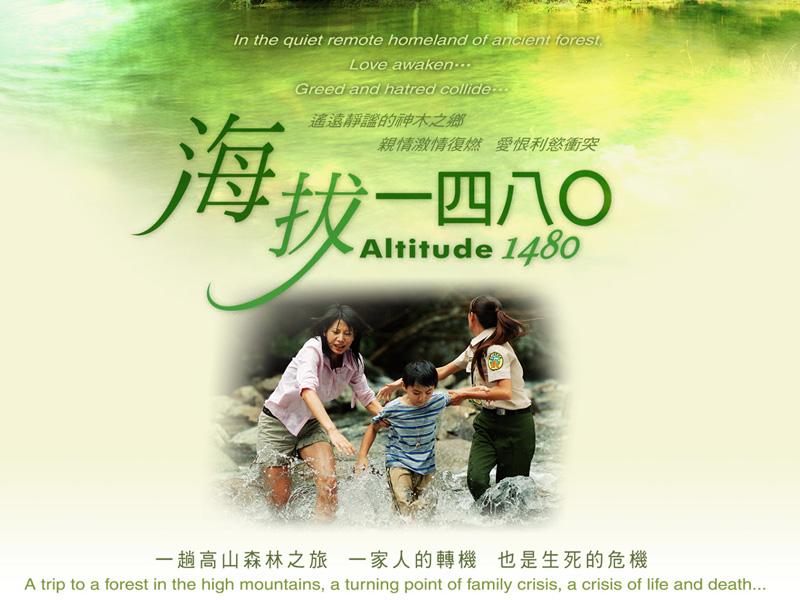 In the quiet remote homeland of ancient forest,
Love awaken…
Greed and hatred collide…
遙遠靜謐的神木之鄉
親情激情復燃 愛恨利慾衝突
海拔一四八〇
Altitude 1480
一趟高山森林之旅 一家人的轉機 也是生死的危機
A trip to a forest in the high mountains, a turning point of family crisis, a crisis of life and death...